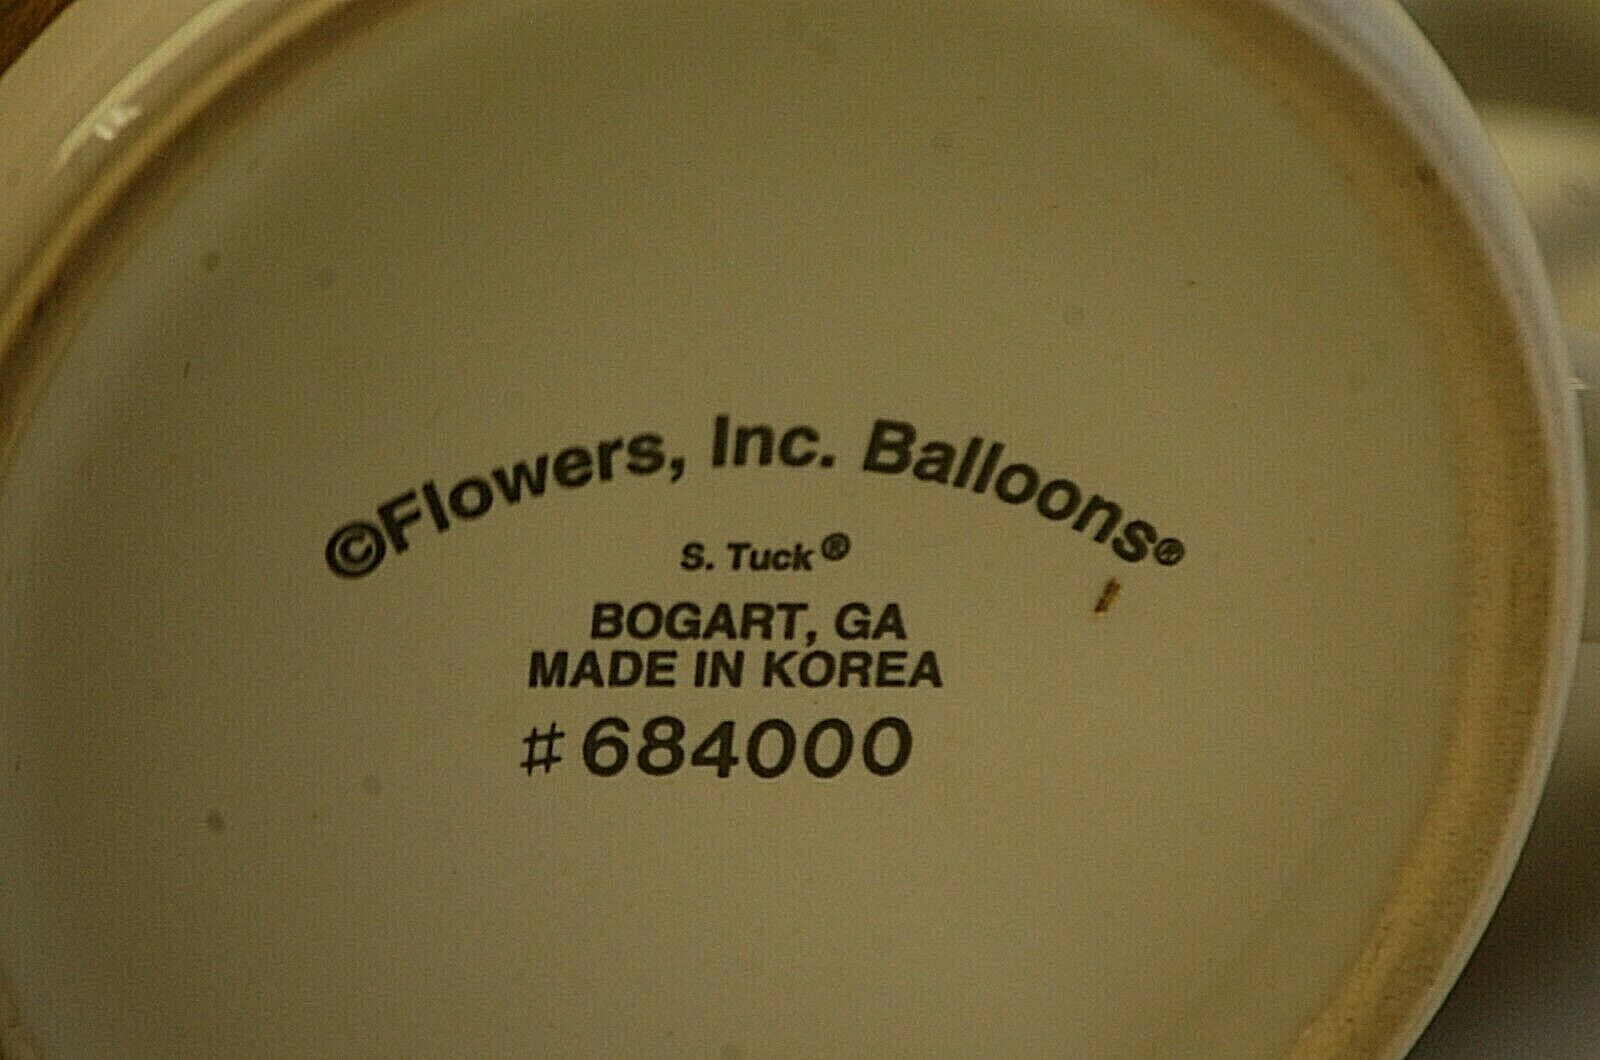 ©Flowers, Inc. Balloons®
S. Tuck®
BOGART, GA
MADE IN KOREA
#684000